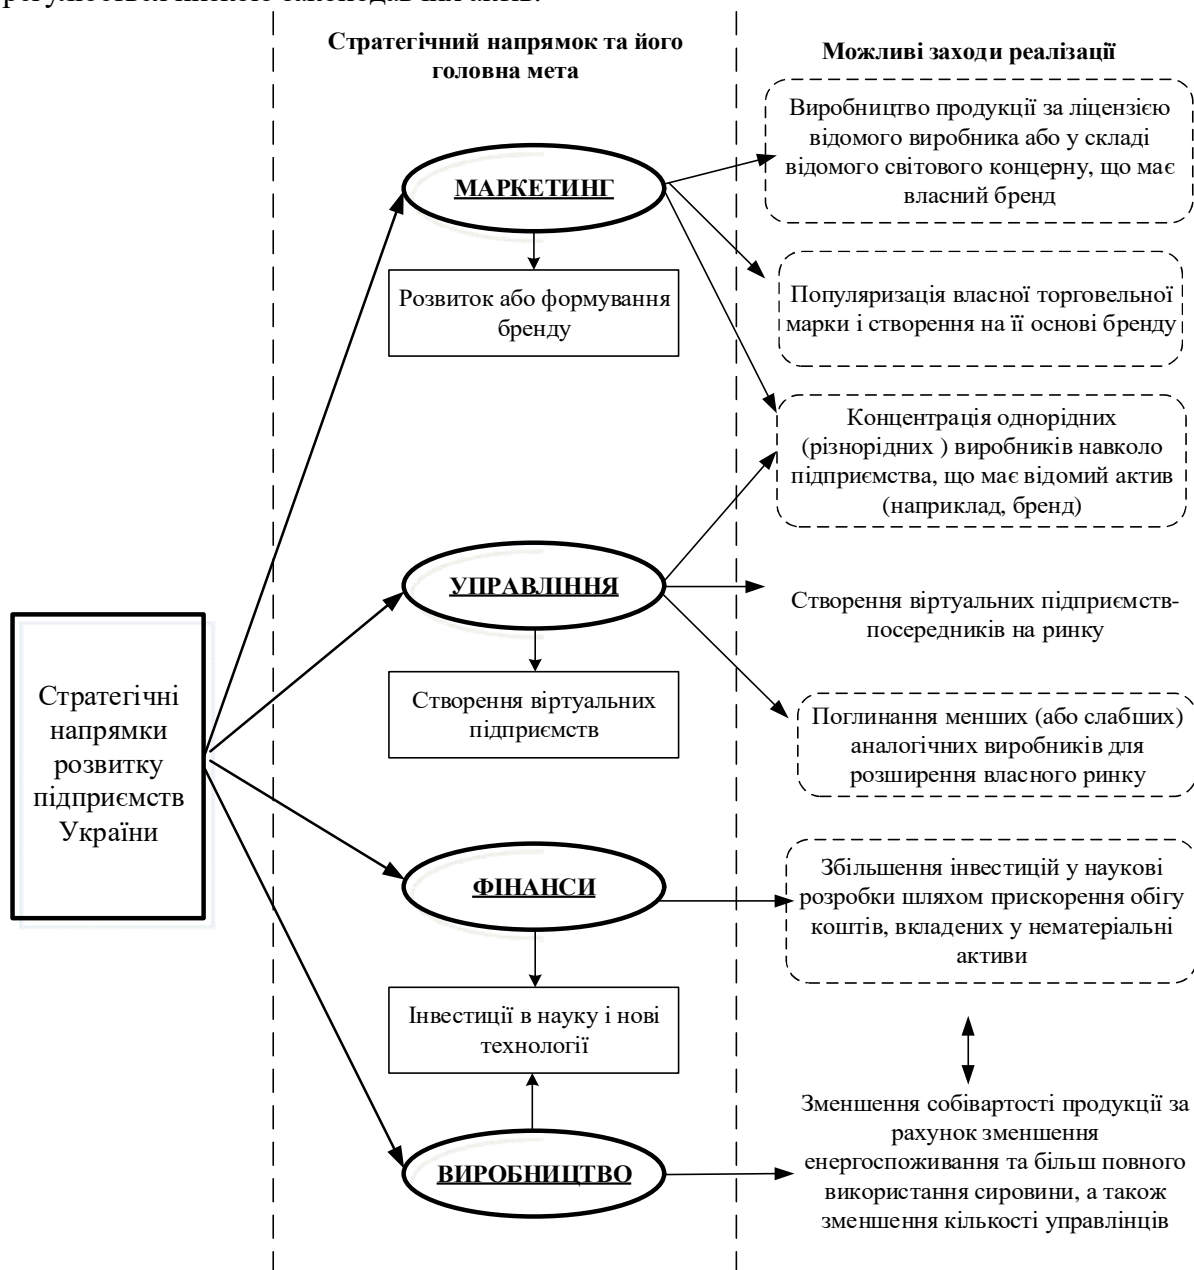 Стратегічний напрямок та його
головна мета
Можливі заходи реалізації
Виробництво продукції за ліцензією
відомого виробника або у складі
відомого світового концерну, що має
власний бренд
МАРКЕТИНГ
Розвиток або формування
бренду
Популяризація власної торговельної
марки і створення на її основі бренду
Концентрація однорідних
(різнорідних ) виробників навколо
підприємства, що має відомий актив
(наприклад, бренд)
УПРАВЛІННЯ
Створення віртуальних підприємств-
посередників на ринку
Створення віртуальних
підприємств
Поглинання менших (або слабших)
аналогічних виробників для
розширення власного ринку
Стратегічні
напрямки
розвитку
підприємств
України
ФІНАНСИ
Збільшення інвестицій у наукові
розробки шляхом прискорення обігу
коштів, вкладених у нематеріальні
активи
Інвестиції в науку і нові
технології
ВИРОБНИЦТВО
Зменшення собівартості продукції за
рахунок зменшення
енергоспоживання та більш повного
використання сировини, а також
зменшення кількості управлінців